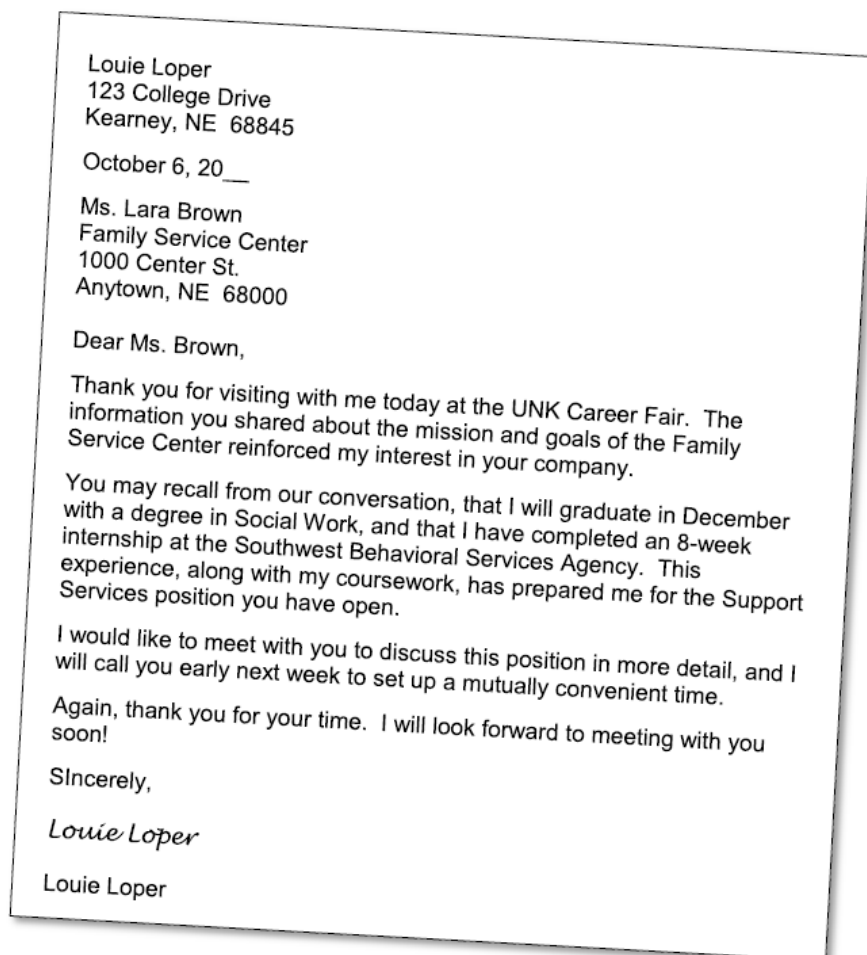 Louie Loper
123 College Drive
Kearney, NE  68845
October 6, 20__
Ms. Lara Brown
Family Service Center
1000 Center St.
Anytown, NE  68000
Dear Ms. Brown,
Thank you for visiting with me today at the UNK Career Fair.  The
information you shared about the mission and goals of the Family
Service Center reinforced my interest in your company.
You may recall from our conversation, that I will graduate in December
with a degree in Social Work, and that I have completed an 8-week
internship at the Southwest Behavioral Services Agency.  This
experience, along with my coursework, has prepared me for the Support
Services position you have open.
I would like to meet with you to discuss this position in more detail, and I
will call you early next week to set up a mutually convenient time.
Again, thank you for your time.  I will look forward to meeting with you
soon!
SIncerely,
Louie Loper
Louie Loper